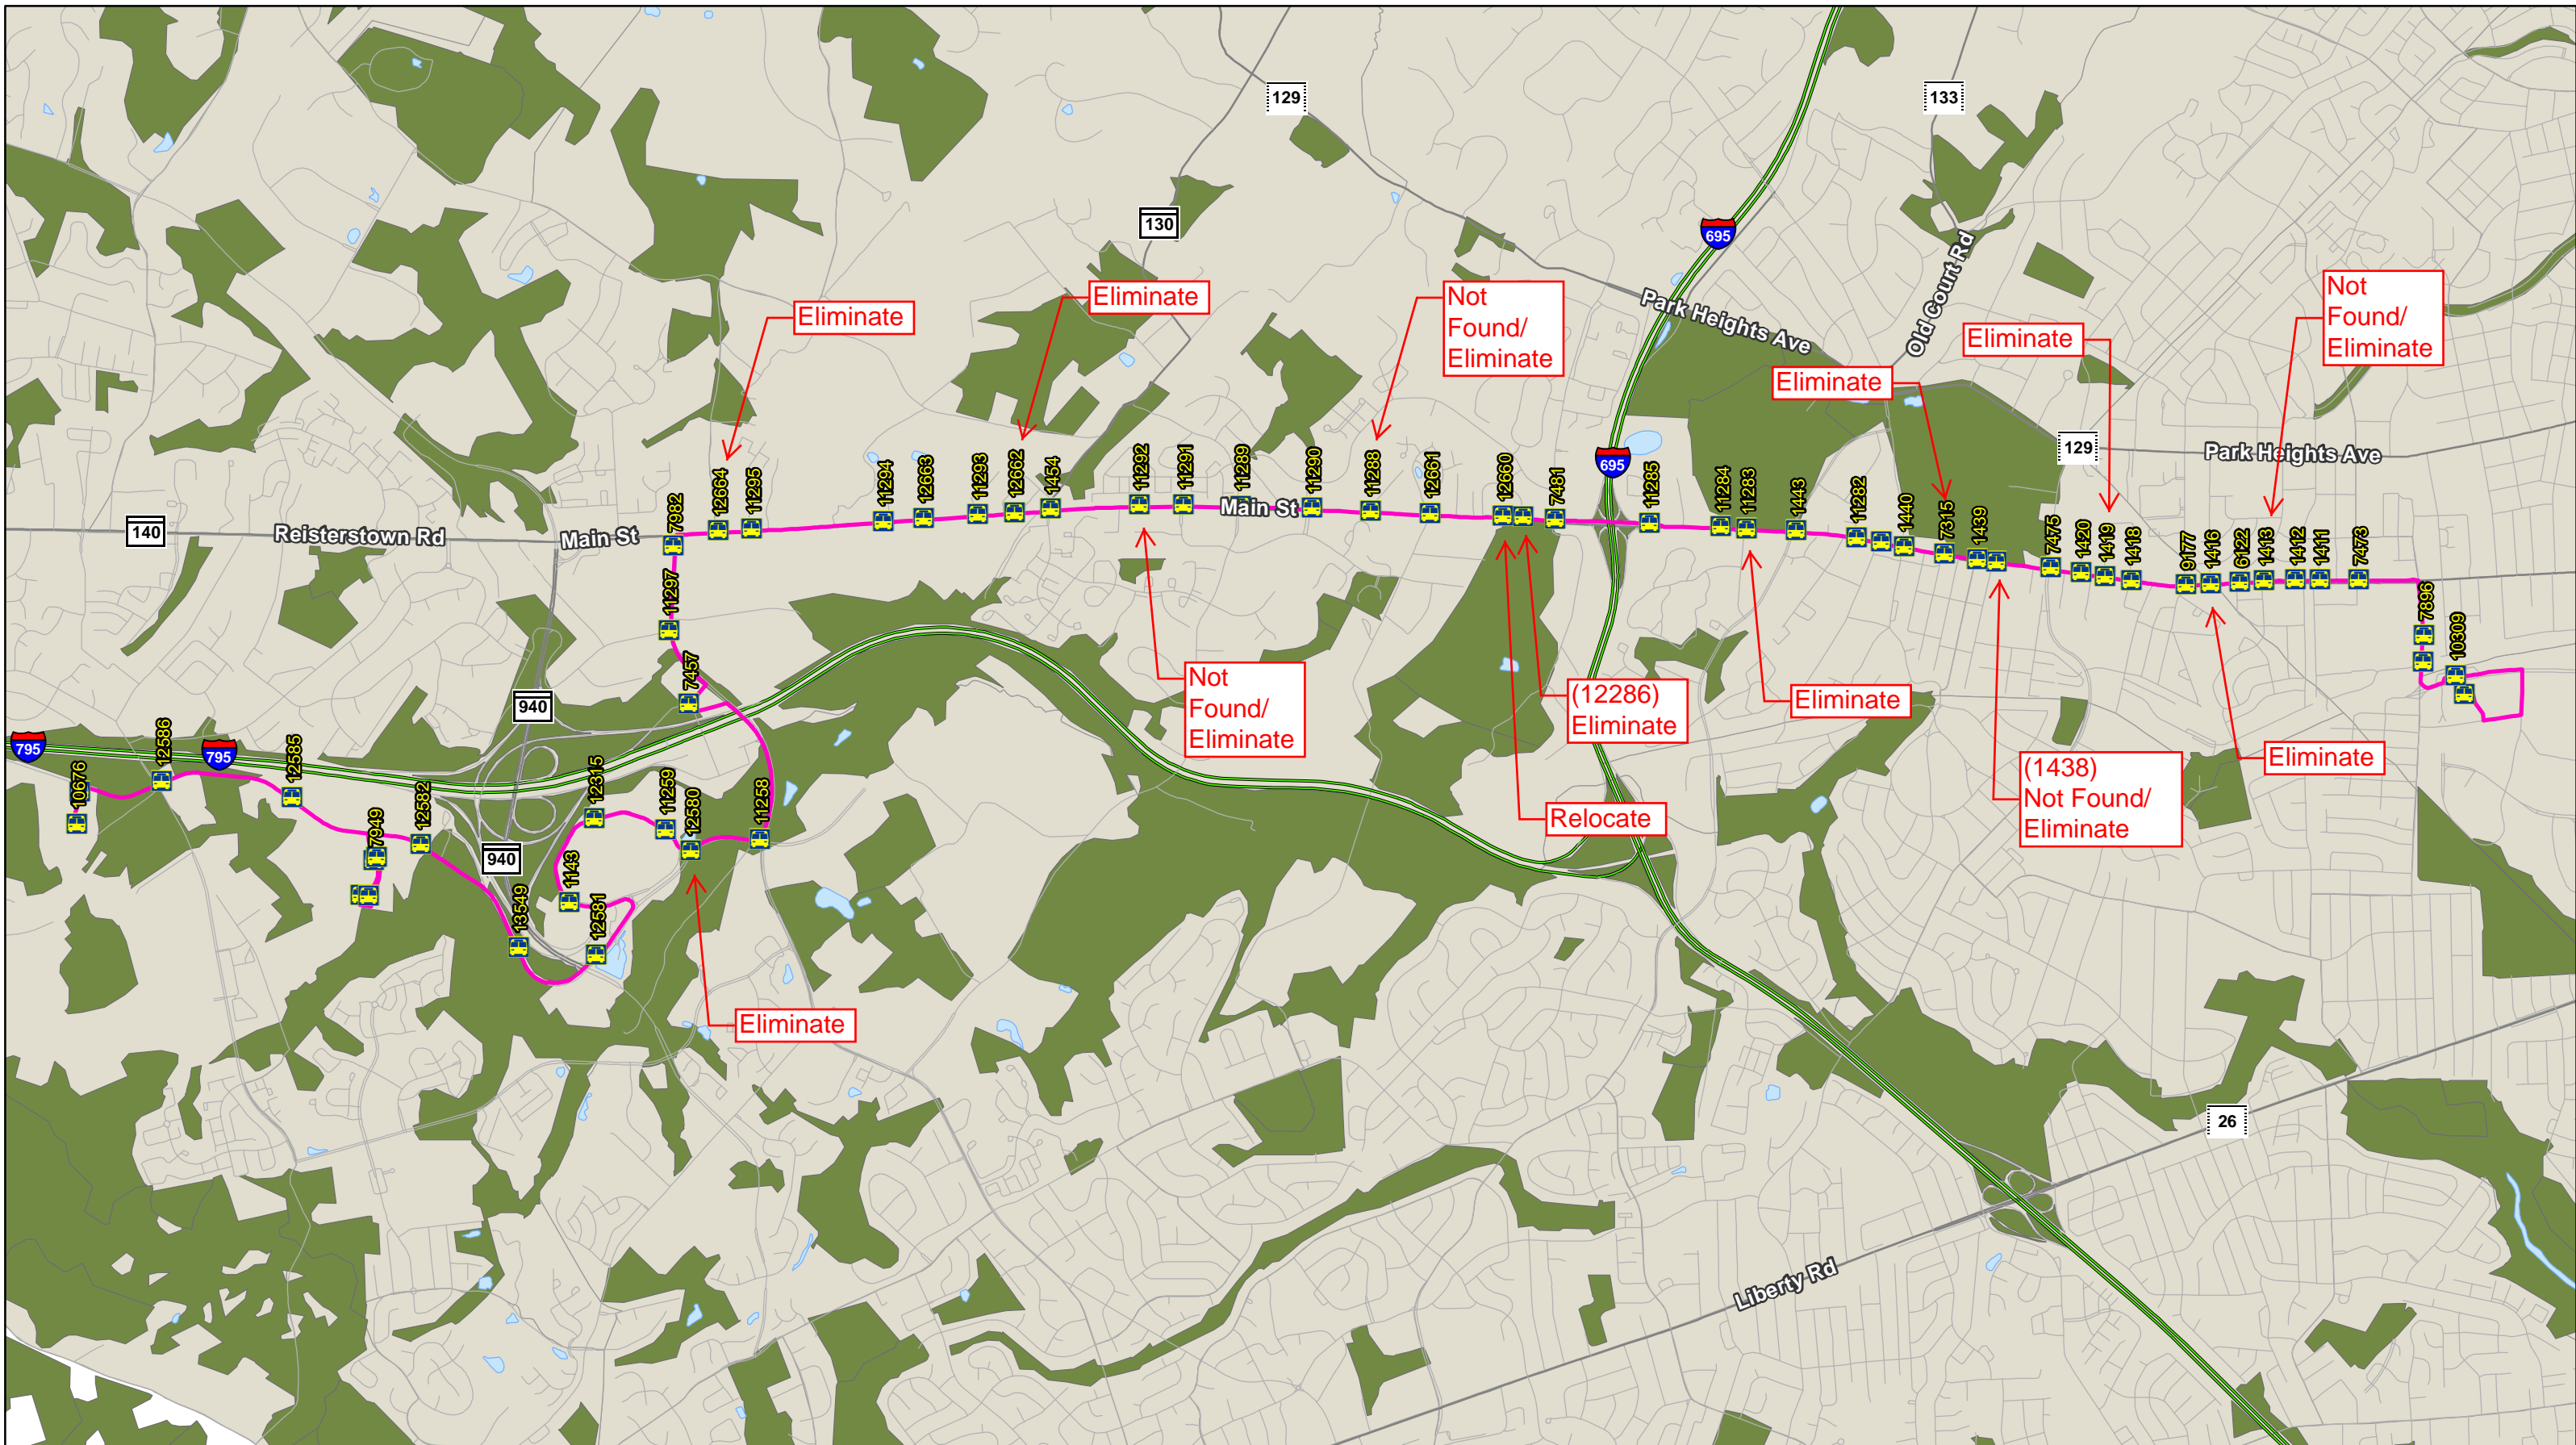 129
133
130
695
Old Court Rd
Park Heights Ave
Eliminate
Eliminate
Not
Found/
Eliminate
Eliminate
Eliminate
Not
Found/
Eliminate
129
Park Heights Ave
695
140
Reisterstown Rd
Main St
Main St
7982
12664
11295
11294
12663
11293
12662
1454
11292
11291
11289
11290
11288
12661
12660
7481
11285
11284
11283
1443
11282
1440
7315
1439
7475
1420
1419
1418
9177
1416
6122
1413
1412
1411
7473
7896
10309
11297
7457
Not
Found/
Eliminate
(12286)
Eliminate
Eliminate
Relocate
(1438)
Not Found/
Eliminate
Eliminate
940
795
795
10676
12586
12585
7949
12582
940
13549
12315
1143
12581
11259
12580
11258
Eliminate
26
Liberty Rd